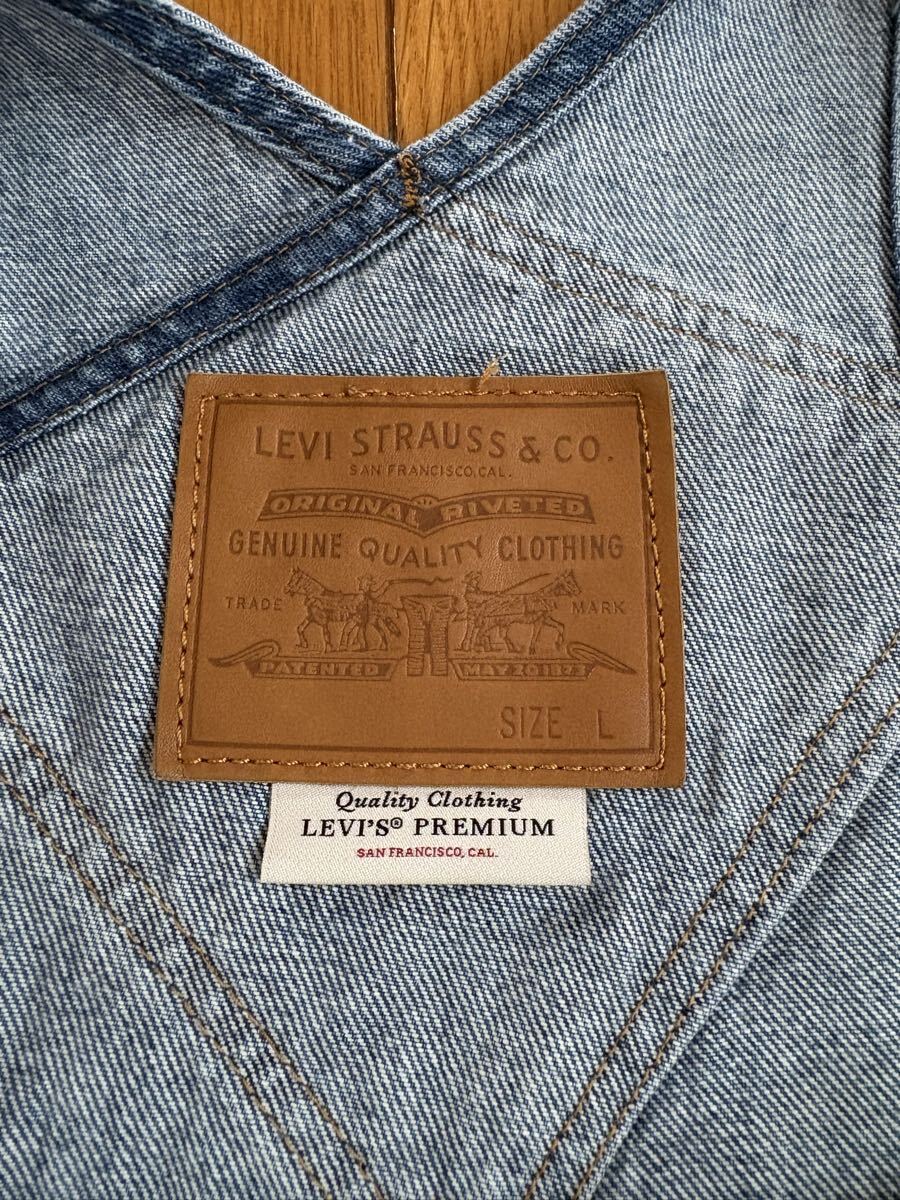 LEVI STRAUSS & CO.
SAN FRANCISCO, CAL.
ORIGINAL RIVETED
GENUINE QUALITY CLOTHING
TRADE MARK
PATENTED MAY 20 1873
SIZE L
Quality Clothing
LEVI'S® PREMIUM
SAN FRANCISCO, CAL.